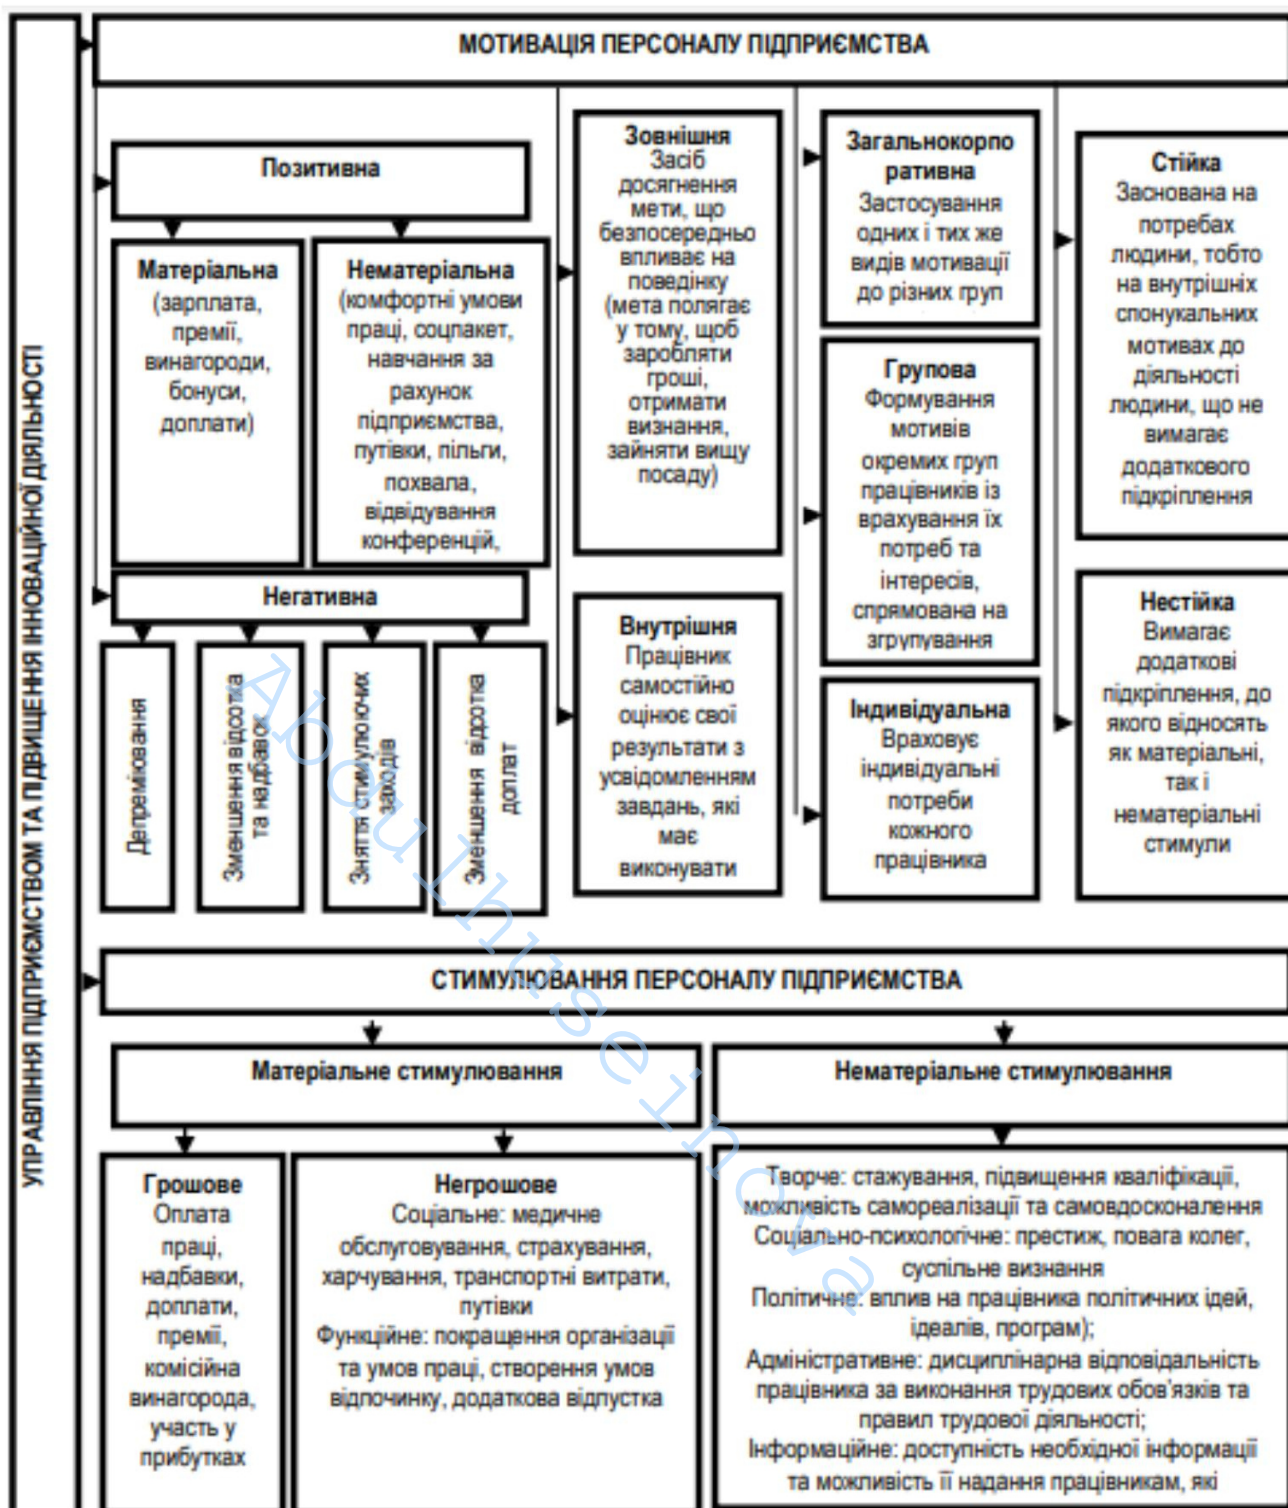 УПРАВЛІННЯ ПІДПРИЄМСТВОМ ТА ПІДВИЩЕННЯ ІННОВАЦІЙНОЇ ДІЯЛЬНОСТІ
МОТИВАЦІЯ ПЕРСОНАЛУ ПІДПРИЄМСТВА
Позитивна
Матеріальна
(зарплата,
премії,
винагороди,
бонуси,
доплати)
Нематеріальна
(комфортні умови
праці, соцпакет,
навчання за
рахунок
підприємства,
путівки, пільги,
похвала,
відвідування
конференцій,
Негативна
Депреміювання
Зменшення відсотка
та надбавок
Зняття стимулюючих
заходів
Зменшення відсотка
доплат
Зовнішня
Засіб
досягнення
мети, що
безпосередньо
впливає на
поведінку
(мета полягає
у тому, щоб
заробляти
гроші,
отримати
визнання,
зайняти вищу
посаду)
Внутрішня
Працівник
самостійно
оцінює свої
результати з
усвідомленням
завдань, які
має
виконувати
Загальнокорпо
ративна
Застосування
одних і тих же
видів мотивації
до різних груп
Групова
Формування
мотивів
окремих груп
працівників із
врахування їх
потреб та
інтересів,
спрямована на
згрупування
Індивідуальна
Враховує
індивідуальні
потреби
кожного
працівника
Стійка
Заснована на
потребах
людини, тобто
на внутрішніх
спонукальних
мотивах до
діяльності
людини, що не
вимагає
додаткового
підкріплення
Нестійка
Вимагає
додаткові
підкріплення, до
якого відносять
як матеріальні,
так і
нематеріальні
стимули
СТИМУЛЮВАННЯ ПЕРСОНАЛУ ПІДПРИЄМСТВА
Матеріальне стимулювання
Грошове
Оплата
праці,
надбавки,
доплати,
премії,
комісійна
винагорода,
участь у
прибутках
Негрошове
Соціальне: медичне
обслуговування, страхування,
харчування, транспортні витрати,
путівки
Функційне: покращення організації
та умов праці, створення умов
відпочинку, додаткова відпустка
Нематеріальне стимулювання
Творче: стажування, підвищення кваліфікації,
можливість самореалізації та самовдосконалення
Соціально-психологічне: престиж, повага колег,
суспільне визнання
Політичне: вплив на працівника політичних ідей,
ідеалів, програм);
Адміністративне: дисциплінарна відповідальність
працівника за виконання трудових обов'язків та
правил трудової діяльності;
Інформаційне: доступність необхідної інформації
та можливість її надання працівникам, які
Abdulhuseinova